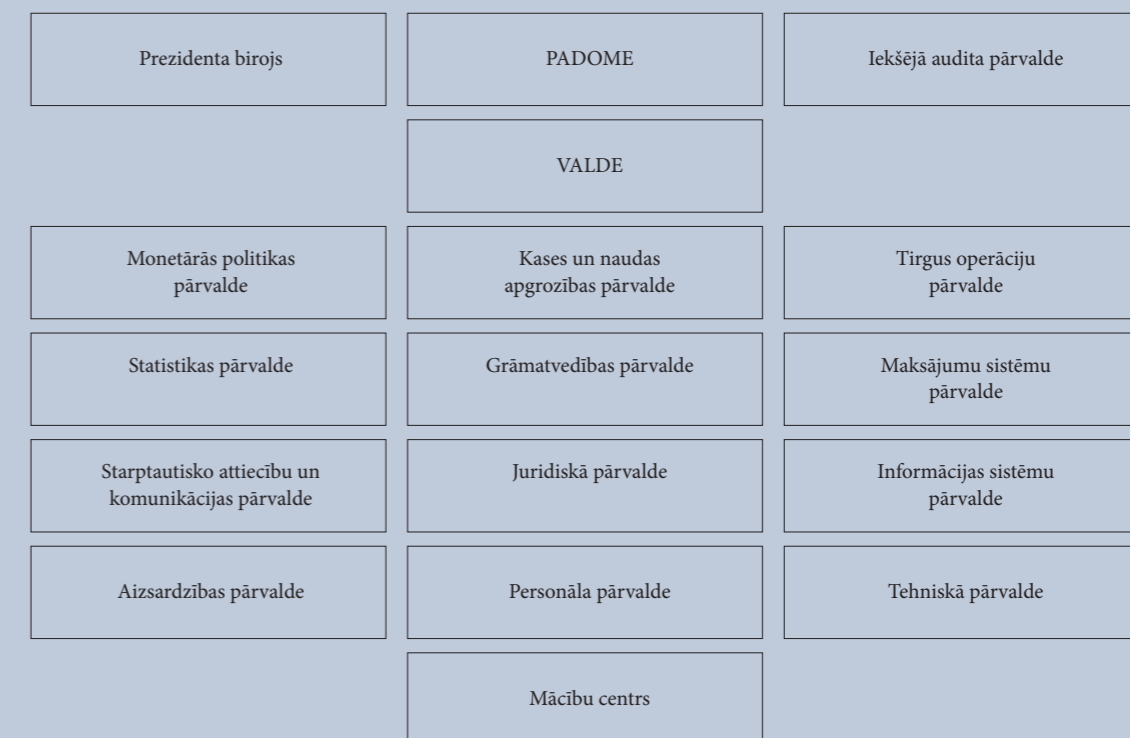 Prezidenta birojs
PADOME
Iekšējā audita pārvalde
VALDE
Monetārās politikas
pārvalde
Kases un naudas
apgrozības pārvalde
Tirgus operāciju
pārvalde
Statistikas pārvalde
Grāmatvedības pārvalde
Maksājumu sistēmu
pārvalde
Starptautisko attiecību un
komunikācijas pārvalde
Juridiskā pārvalde
Informācijas sistēmu
pārvalde
Aizsardzības pārvalde
Personāla pārvalde
Tehniskā pārvalde
Mācību centrs